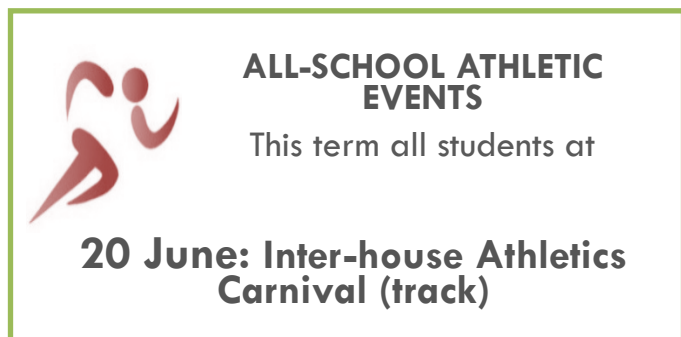 ALL-SCHOOL ATHLETIC
EVENTS
This term all students at
20 June: Inter-house Athletics
Carnival (track)